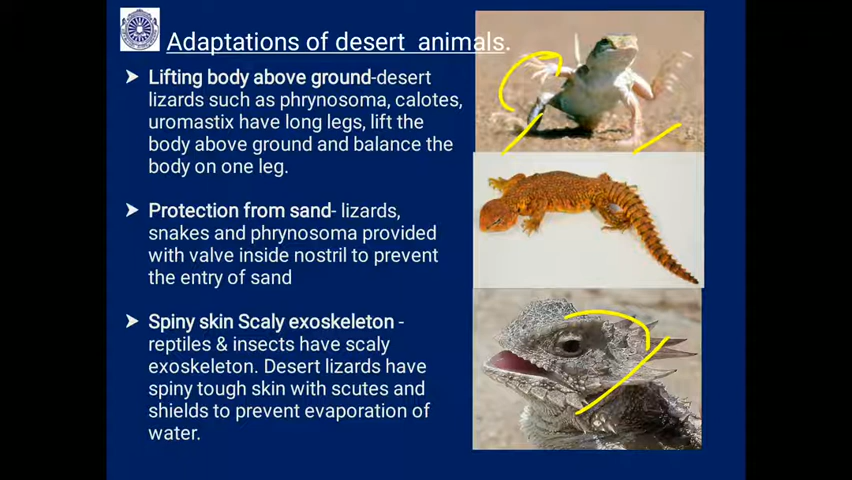 Adaptations of desert animals.
➤ Lifting body above ground-desert
lizards such as phrynosoma, calotes,
uromastix have long legs, lift the
body above ground and balance the
body on one leg.
➤ Protection from sand- lizards,
snakes and phrynosoma provided
with valve inside nostril to prevent
the entry of sand
➤ Spiny skin Scaly exoskeleton -
reptiles & insects have scaly
exoskeleton. Desert lizards have
spiny tough skin with scutes and
shields to prevent evaporation of
water.